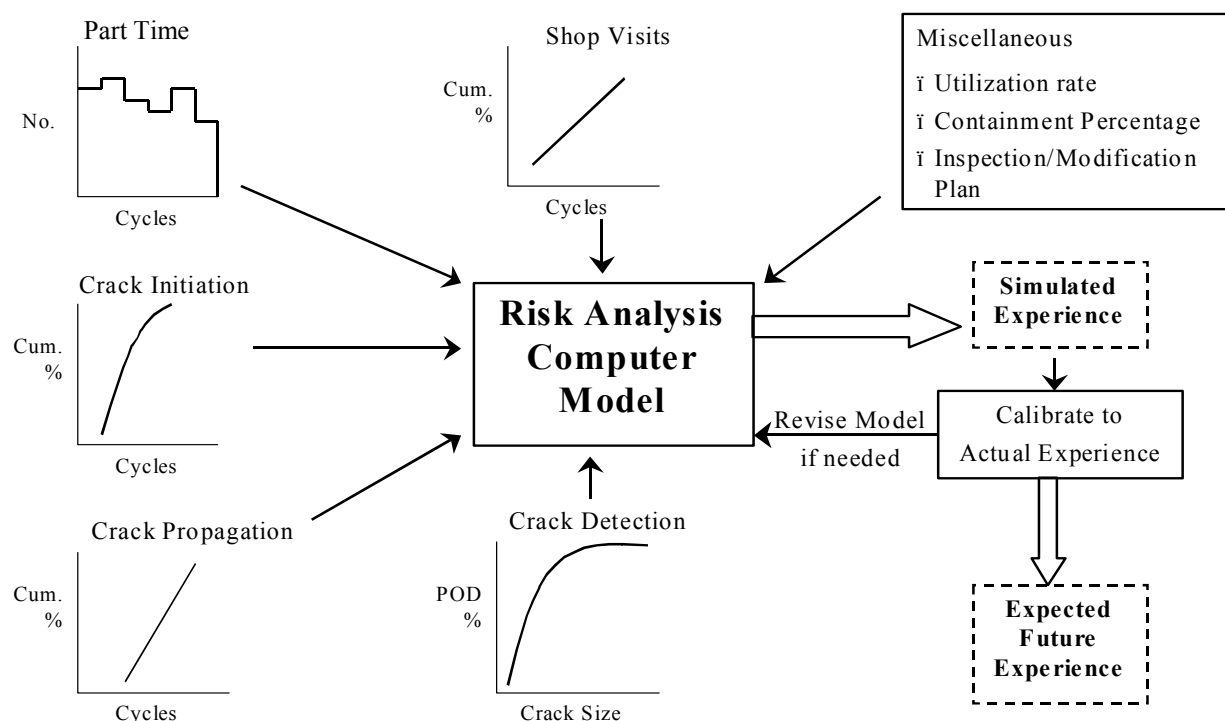 Part Time
No.
Cycles
Shop Visits
Cum.
%
Cycles
Miscellaneous
ï Utilization rate
ï Containment Percentage
ï Inspection/Modification
Plan
Crack Initiation
Cum.
%
Cycles
Risk Analysis
Computer
Model
Simulated
Experience
Revise Model
if needed
Calibrate to
Actual Experience
Crack Propagation
Cum.
%
Cycles
Crack Detection
POD
%
Crack Size
Expected
Future
Experience